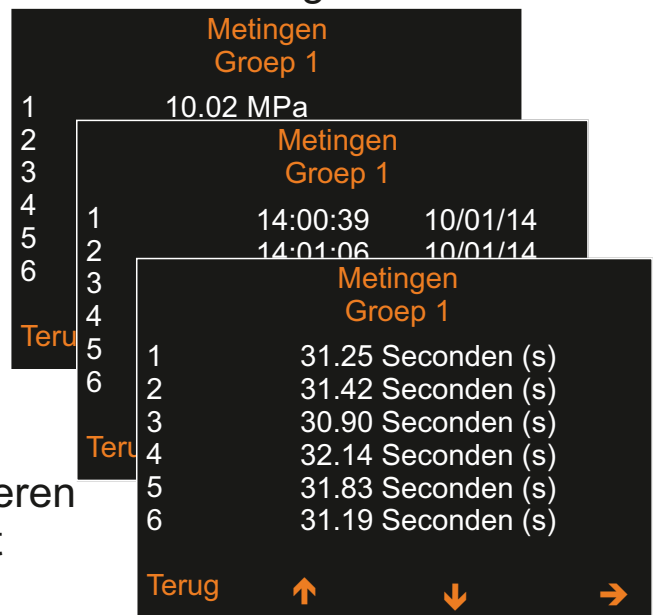 Metingen
Groep 1
1 10.02 MPa
2
3
4
5
6
Metingen
Groep 1
1 14:00:39 10/01/14
2 14:01:06 10/01/14
3
4
5
6
Metingen
Groep 1
1 31.25 Seconden (s)
2 31.42 Seconden (s)
3 30.90 Seconden (s)
4 32.14 Seconden (s)
5 31.83 Seconden (s)
6 31.19 Seconden (s)
Terug ↑ ↓ →